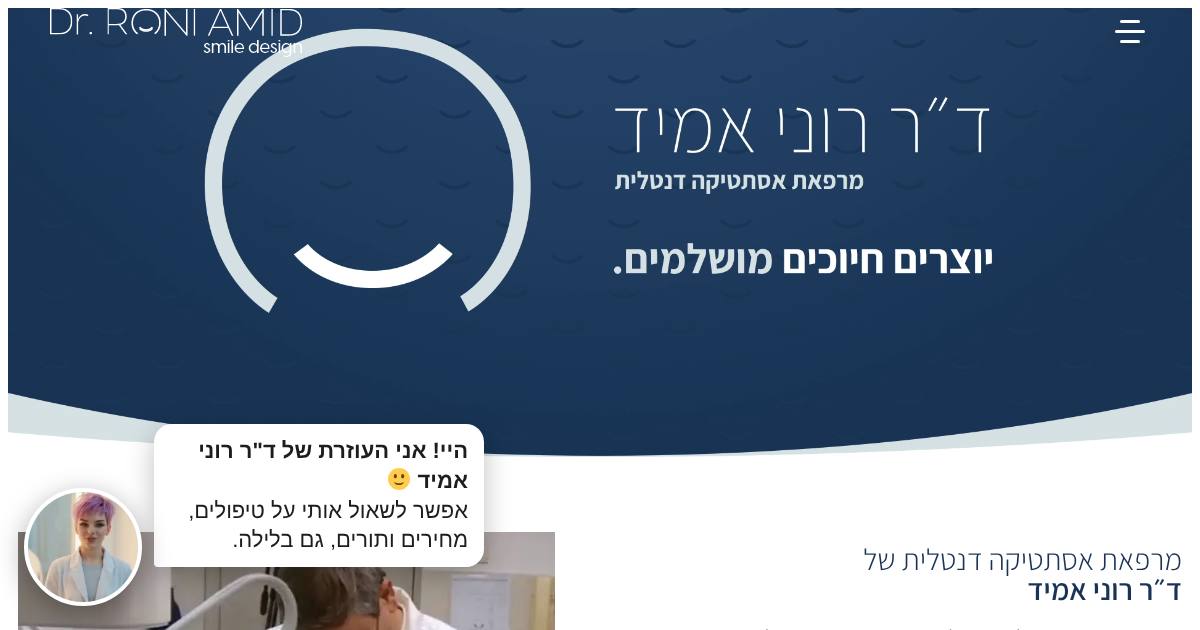 Dr. RONI AMID
smile design
ד״ר רוני אמיד
מרפאת אסתטיקה דנטלית
יוצרים חיוכים מושלמים.
היי! אני העוזרת של ד"ר רוני
אמיד 🙂
אפשר לשאול אותי על טיפולים,
מחירים ותורים, גם בלילה.
מרפאת אסתטיקה דנטלית של
ד״ר רוני אמיד